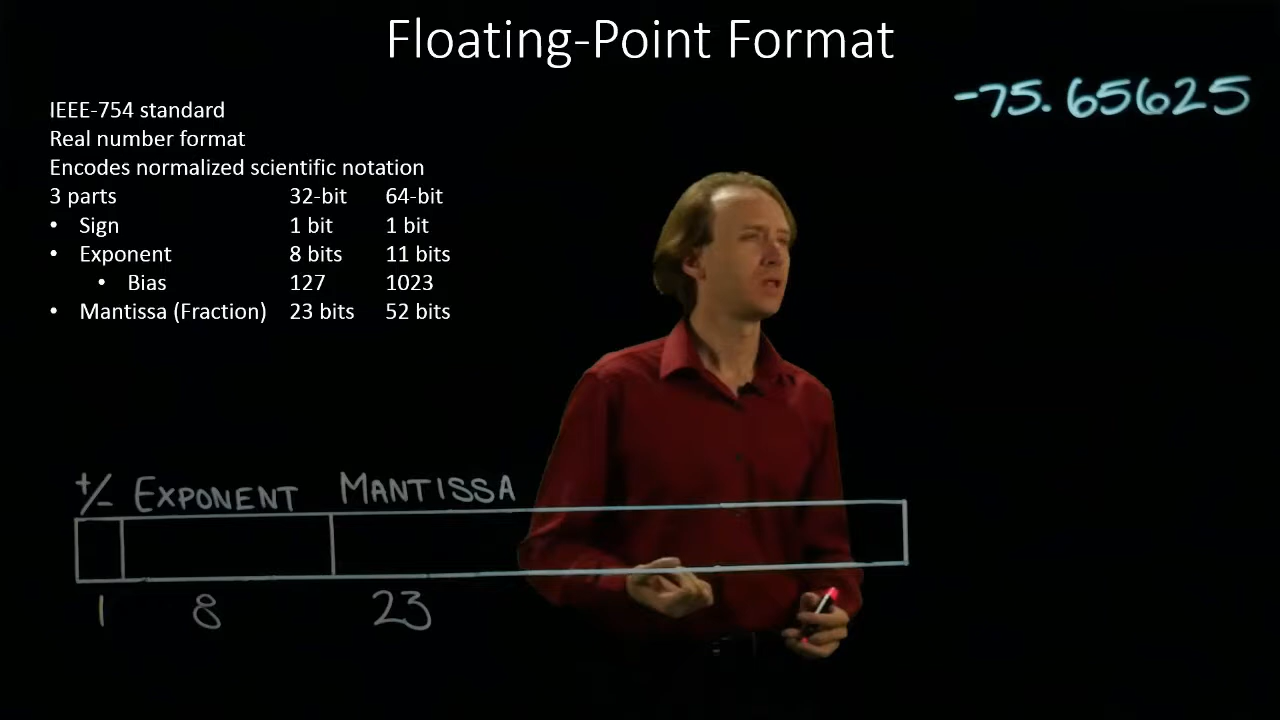 Floating-Point Format
-75.65625
IEEE-754 standard
Real number format
Encodes normalized scientific notation
3 parts 32-bit 64-bit
• Sign 1 bit 1 bit
• Exponent 8 bits 11 bits
• Bias 127 1023
• Mantissa (Fraction) 23 bits 52 bits
+/- EXPONENT MANTISSA
1 8 23